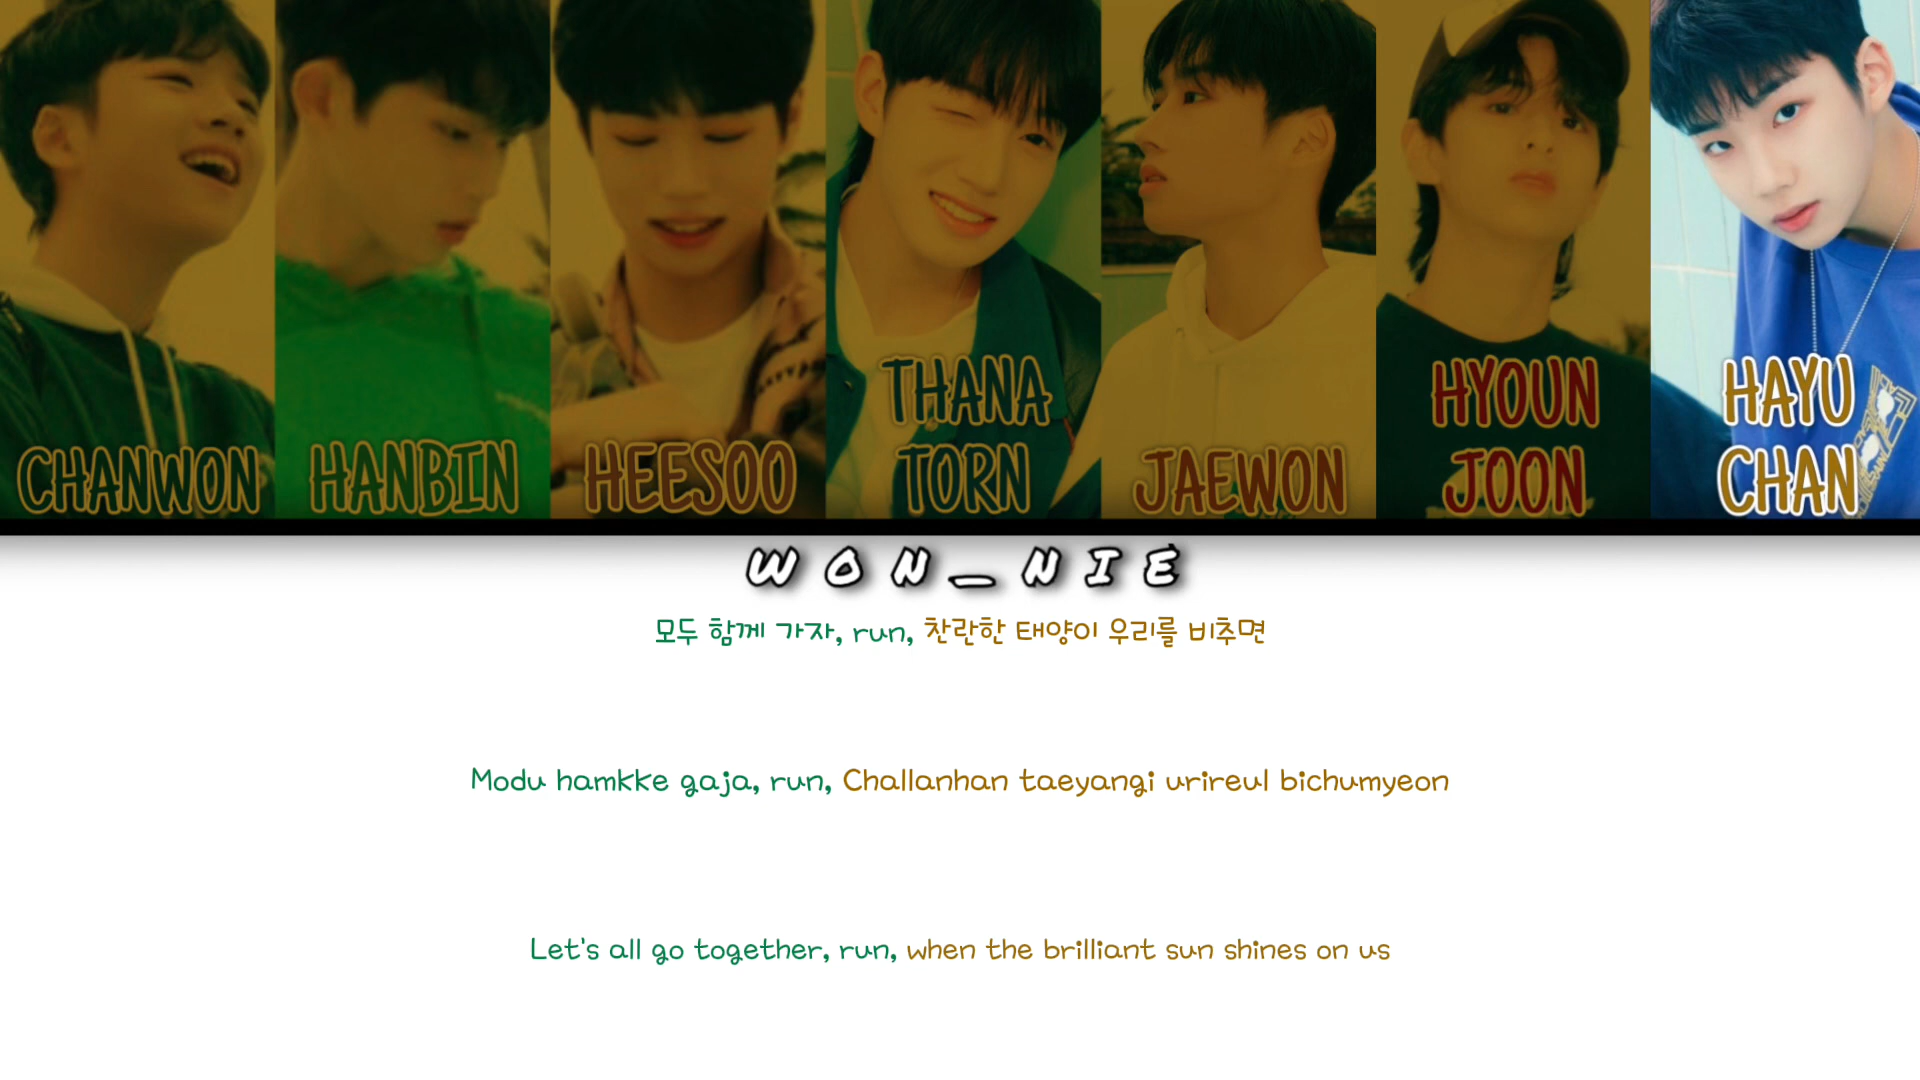 CHANWON
HANBIN
HEESOO
THANA
TORN
JAEWON
HYOUN
JOON
HAYU
CHAN
WON_NIE
모두 함께 가자, run, 찬란한 태양이 우리를 비추면
Modu hamkke gaja, run, Challanhan taeyangi urireul bichumyeon
Let's all go together, run, when the brilliant sun shines on us